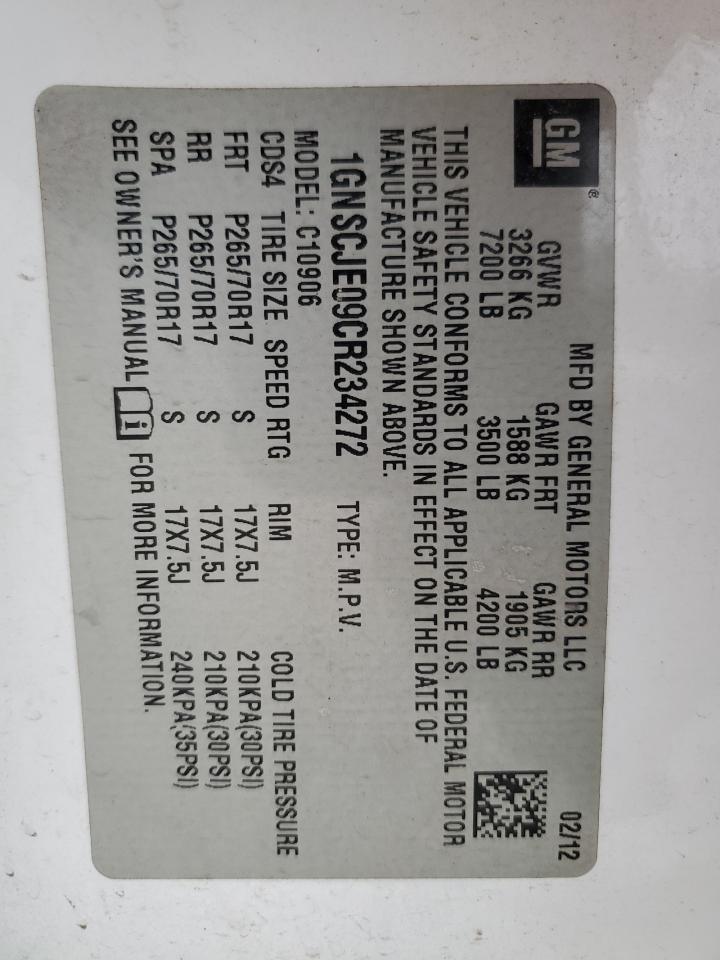 GM ®
MFD BY GENERAL MOTORS LLC 02/12
GVWR GAWR FRT GAWR RR
3266 KG 1588 KG 1905 KG
7200 LB 3500 LB 4200 LB
THIS VEHICLE CONFORMS TO ALL APPLICABLE U.S. FEDERAL MOTOR
VEHICLE SAFETY STANDARDS IN EFFECT ON THE DATE OF
MANUFACTURE SHOWN ABOVE.
1GNSCJE09CR234272 TYPE: M.P.V.
MODEL: C10906
CDS4 TIRE SIZE SPEED RTG RIM COLD TIRE PRESSURE
FRT P265/70R17 S 17X7.5J 210KPA(30PSI)
RR P265/70R17 S 17X7.5J 210KPA(30PSI)
SPA P265/70R17 S 17X7.5J 240KPA(35PSI)
SEE OWNER'S MANUAL i FOR MORE INFORMATION.